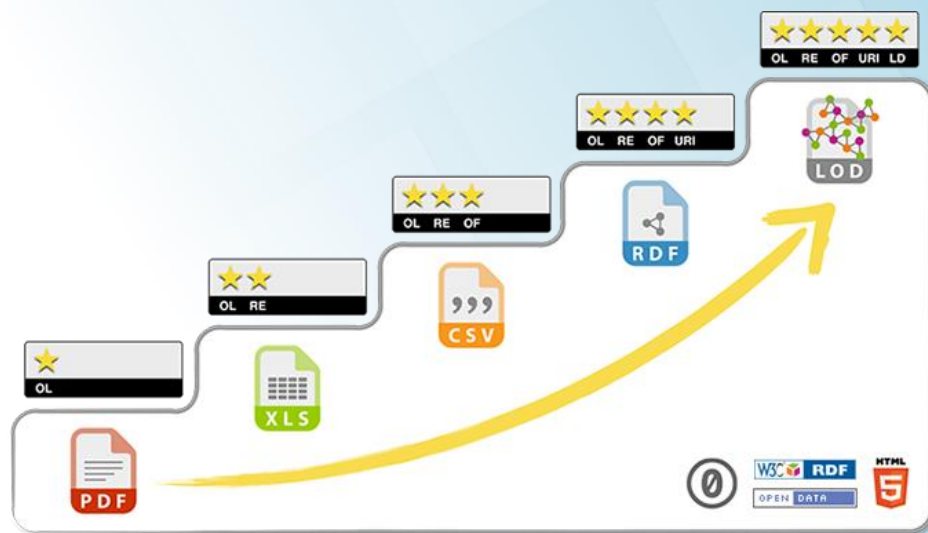 OL RE OF URI LD
LOD
OL RE OF URI
RDF
OL RE OF
CSV
OL RE
XLS
OL
PDF
0
W3C RDF
OPEN DATA
HTML
5